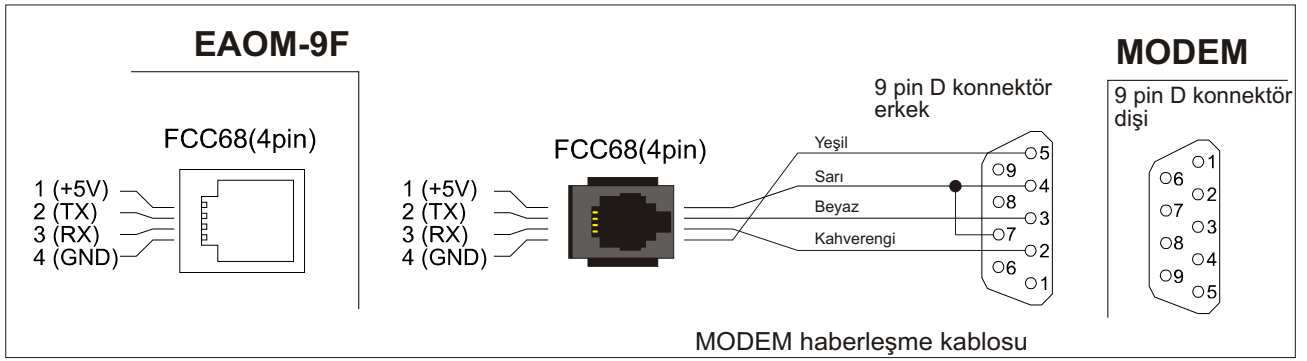 EAOM-9F
FCC68(4pin)
1 (+5V)
2 (TX)
3 (RX)
4 (GND)
FCC68(4pin)
1 (+5V)
2 (TX)
3 (RX)
4 (GND)
Yeşil
Sarı
Beyaz
Kahverengi
9 pin D konnektör
erkek
5
9
4
8
3
7
2
6
1
MODEM
9 pin D konnektör
dişi
1
6
2
7
3
8
4
9
5
MODEM haberleşme kablosu